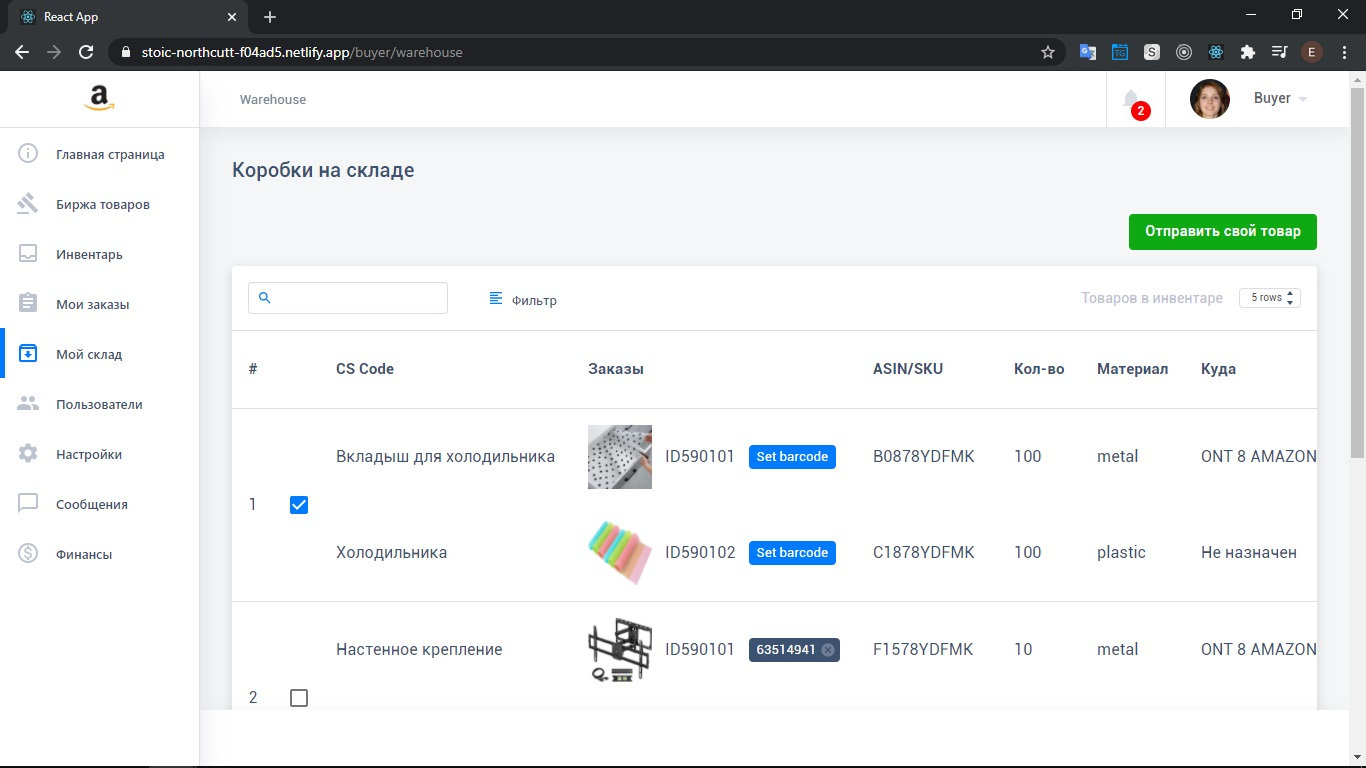 React App
stoic-northcutt-f04ad5.netlify.app/buyer/warehouse
TG
S
E
a
Warehouse
2
Buyer
Главная страница
Биржа товаров
Инвентарь
Мои заказы
Мой склад
Пользователи
Настройки
Сообщения
Финансы
Коробки на складе
Отправить свой товар
Фильтр
Товаров в инвентаре
5 rows
# CS Code Заказы ASIN/SKU Кол-во Материал Куда
Вкладыш для холодильника ID590101 Set barcode B0878YDFMK 100 metal ONT 8 AMAZON
1
Холодильника ID590102 Set barcode C1878YDFMK 100 plastic Не назначен
Настенное крепление ID590101 63514941 F1578YDFMK 10 metal ONT 8 AMAZON
2